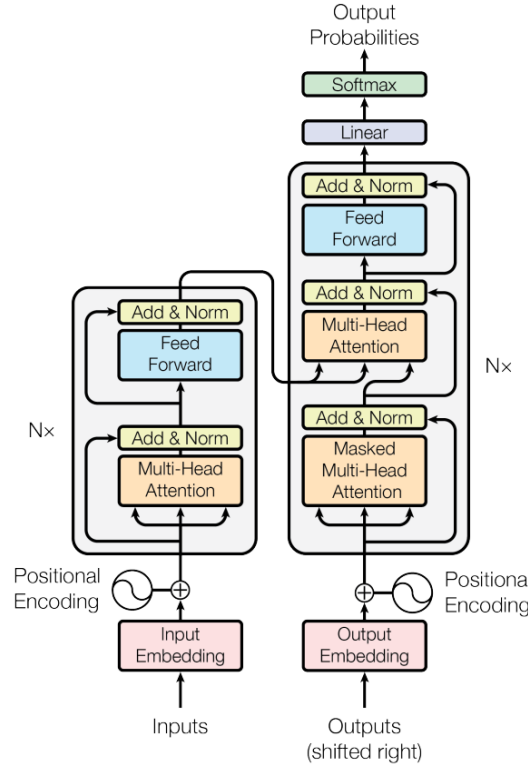 Output
Probabilities
Softmax
Linear
Add & Norm
Feed
Forward
Add & Norm
Multi-Head
Attention
Add & Norm
Masked
Multi-Head
Attention
N×
Add & Norm
Feed
Forward
Add & Norm
Multi-Head
Attention
N×
Positional
Encoding
Positiona
Encoding
Input
Embedding
Output
Embedding
Inputs
Outputs
(shifted right)